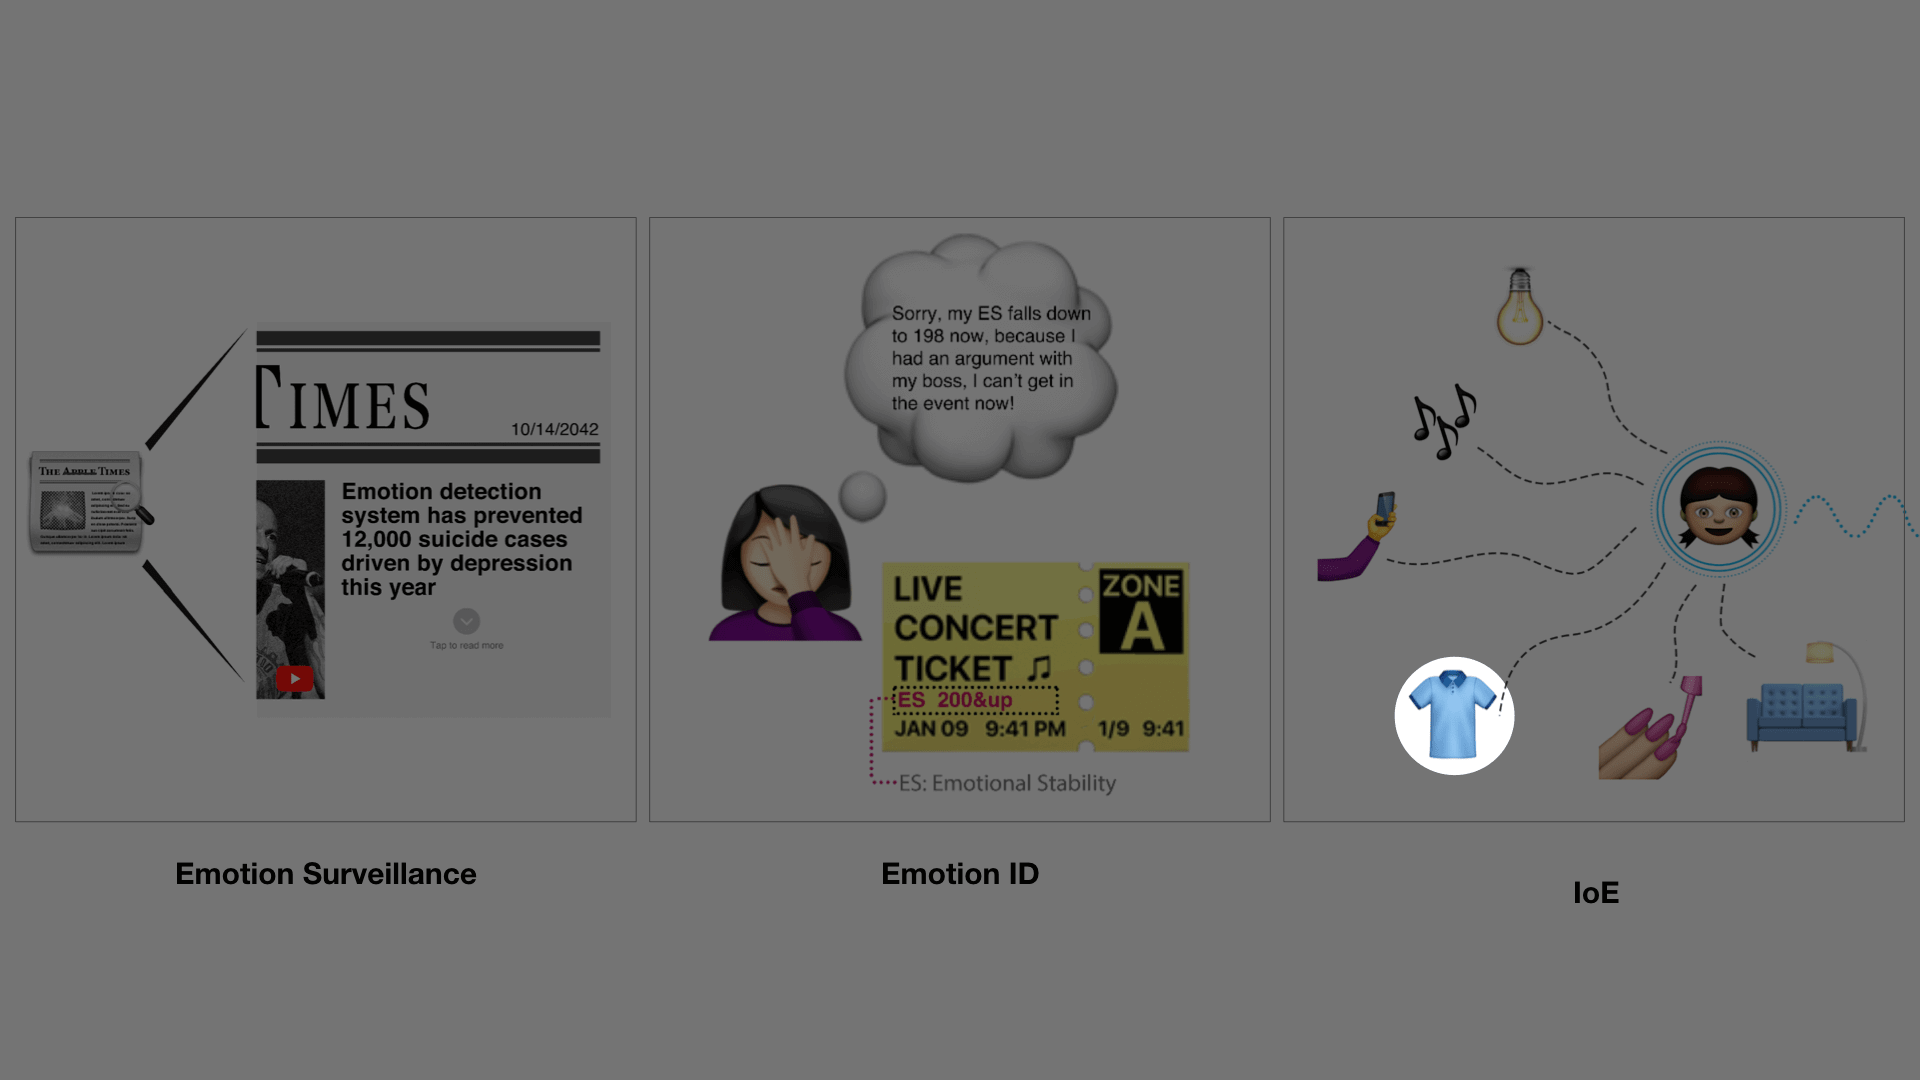 THE APPLE TIMES
TIMES
10/14/2042
Emotion detection
system has prevented
12,000 suicide cases
driven by depression
this year
Tap to read more
Emotion Surveillance
Sorry, my ES falls down
to 198 now, because I
had an argument with
my boss, I can't get in
the event now!
LIVE
CONCERT
TICKET
ES 200&up
JAN 09 9:41 PM
ZONE
A
1/9 9:41
ES: Emotional Stability
Emotion ID
IoE